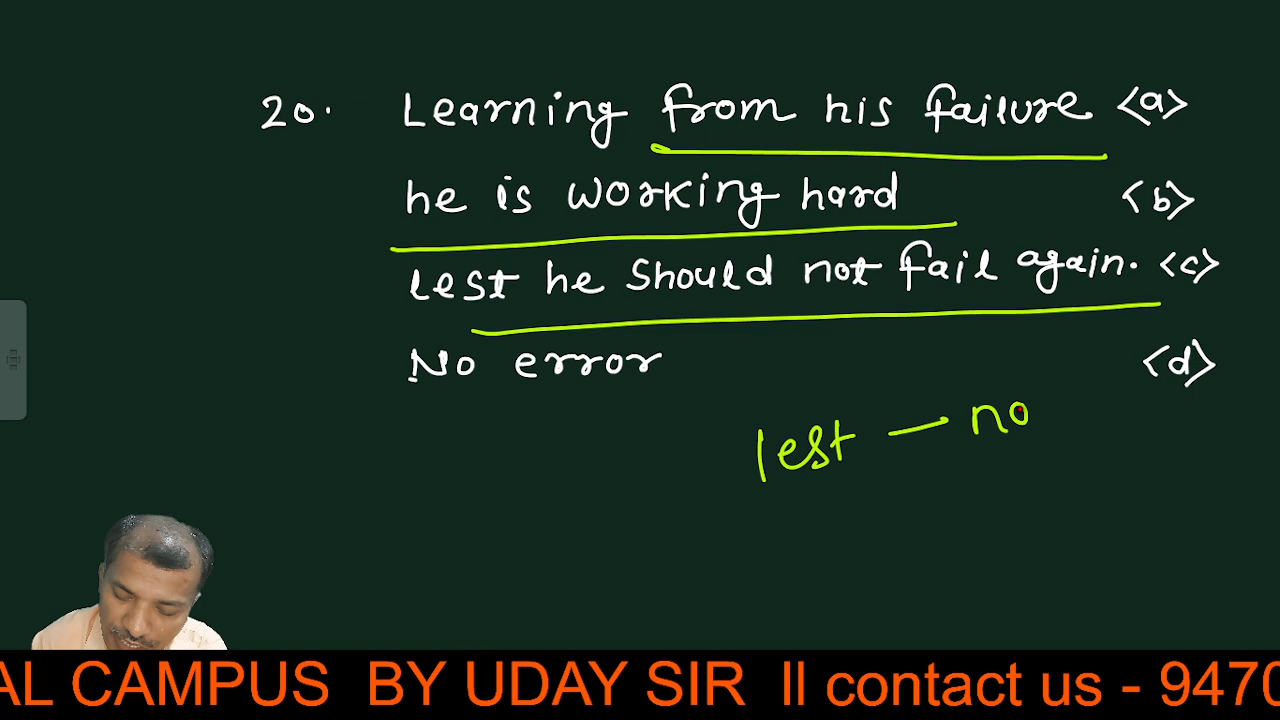 20. Learning from his failure <a>
he is working hard <b>
lest he should not fail again. <c>
No error <d>
lest — no
AL CAMPUS BY UDAY SIR ll contact us - 9470